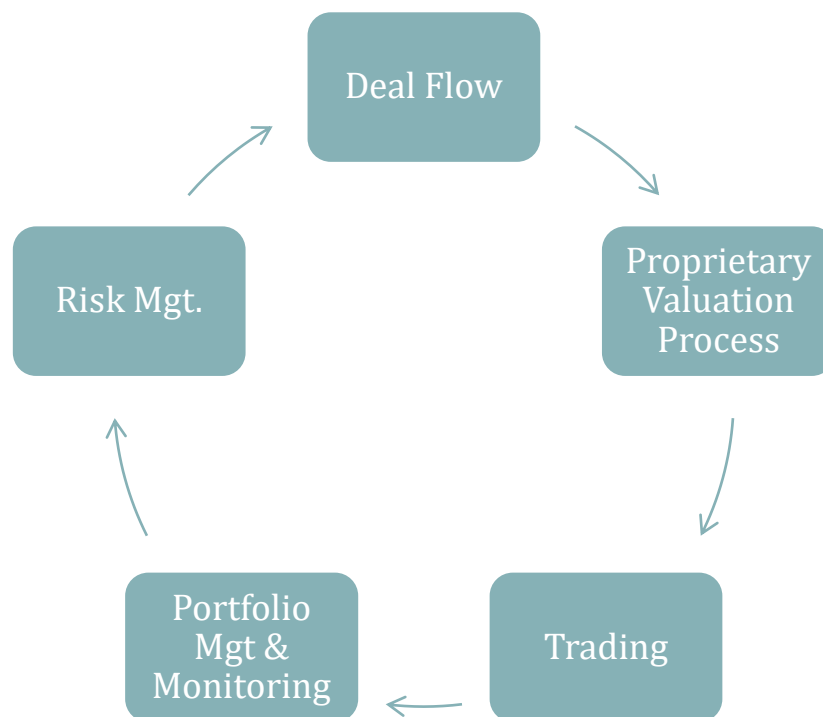 Deal Flow
Proprietary
Valuation
Process
Trading
Portfolio
Mgt &
Monitoring
Risk Mgt.